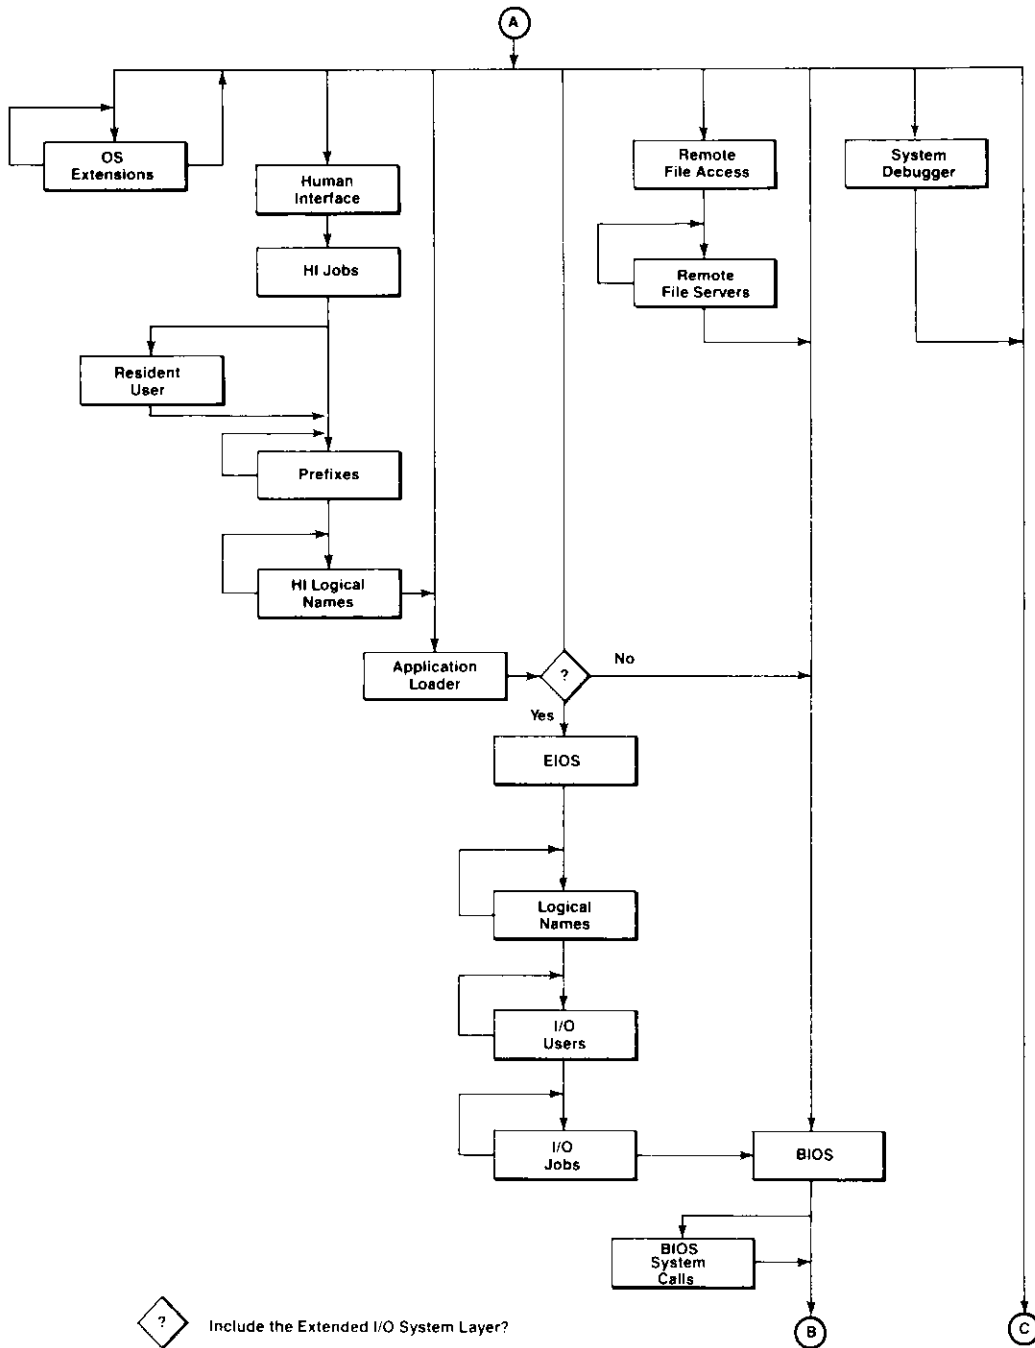 A
OS
Extensions
Human
Interface
Remote
File Access
System
Debugger
HI Jobs
Remote
File Servers
Resident
User
Prefixes
HI Logical
Names
Application
Loader
?
No
Yes
EIOS
Logical
Names
I/O
Users
I/O
Jobs
BIOS
BIOS
System
Calls
? Include the Extended I/O System Layer?
B
C